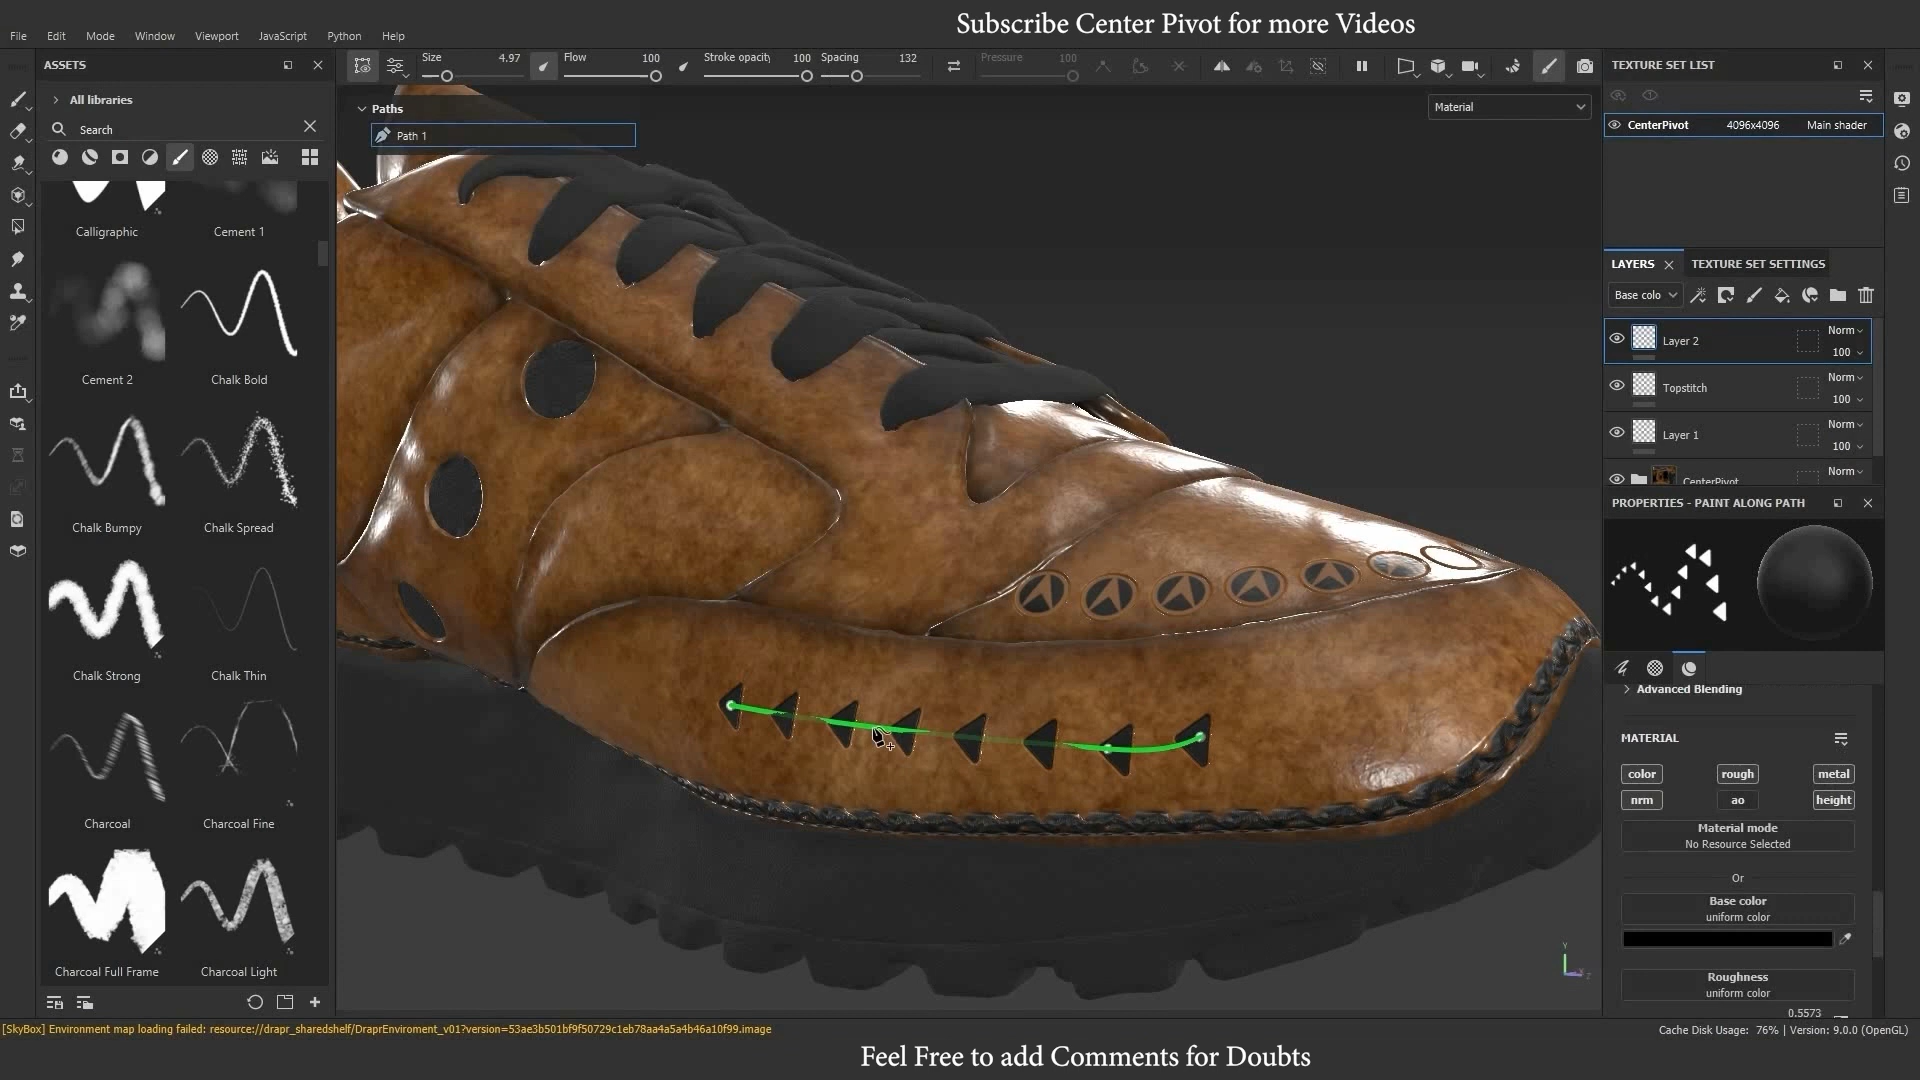 Subscribe Center Pivot for more Videos
File Edit Mode Window Viewport JavaScript Python Help
ASSETS
All libraries
Search
Calligraphic
Cement 1
Cement 2
Chalk Bold
Chalk Bumpy
Chalk Spread
Chalk Strong
Chalk Thin
Charcoal
Charcoal Fine
Charcoal Full Frame
Charcoal Light
Size 4.97
Flow 100
Stroke opacity 100
Spacing 132
Pressure 100
Paths
Path 1
Material
TEXTURE SET LIST
CenterPivot 4096x4096 Main shader
LAYERS
TEXTURE SET SETTINGS
Base colo
Layer 2 Norm 100
Topstitch Norm 100
Layer 1 Norm 100
CenterPivot Norm
PROPERTIES - PAINT ALONG PATH
Advanced Blending
MATERIAL
color rough metal
nrm ao height
Material mode
No Resource Selected
Or
Base color
uniform color
Roughness
uniform color
0.5573
Y
Z
[SkyBox] Environment map loading failed: resource://drapr_sharedshelf/DraprEnviroment_v01?version=53ae3b501bf9f50729c1eb78aa4a5a4b46a10f99.image
Cache Disk Usage: 76% | Version: 9.0.0 (OpenGL)
Feel Free to add Comments for Doubts